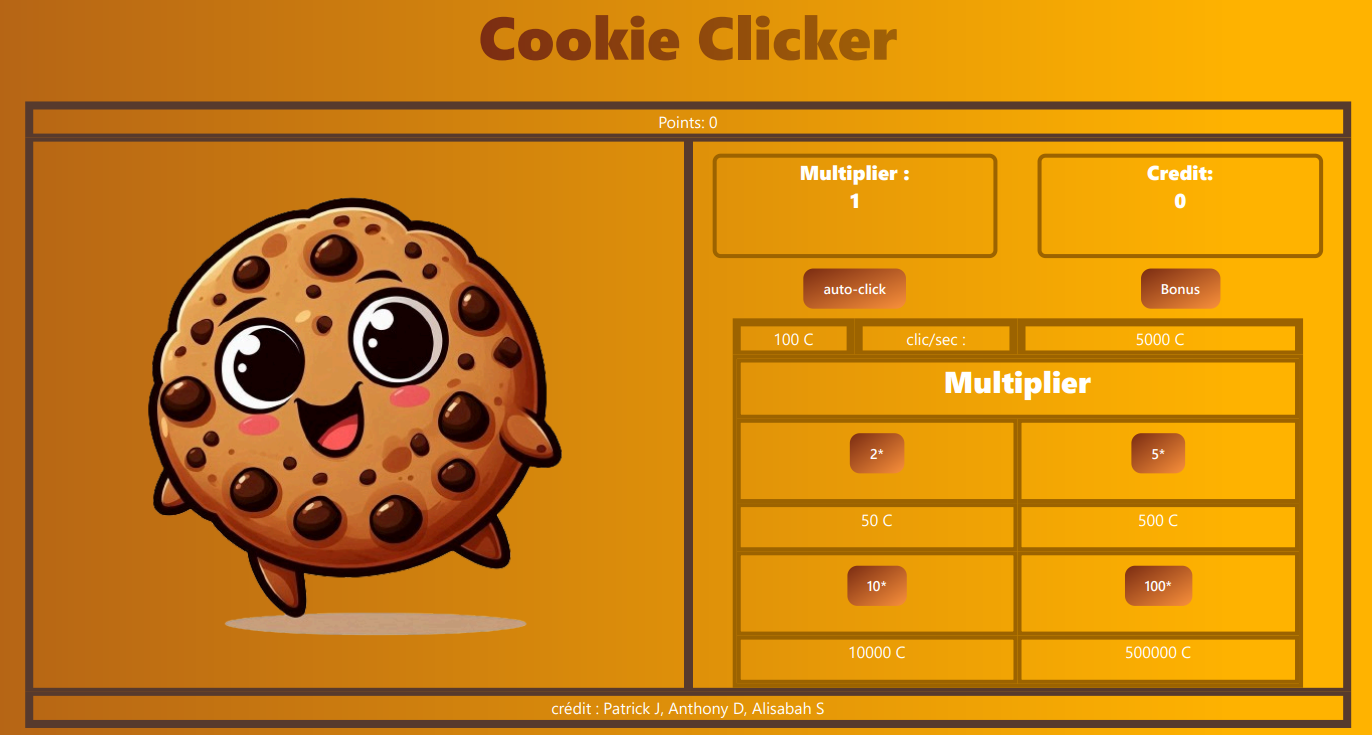 Cookie Clicker
Points: 0
Multiplier :
1
Credit:
0
auto-click
Bonus
100 C
clic/sec :
5000 C
Multiplier
2*
5*
50 C
500 C
10*
100*
10000 C
500000 C
crédit : Patrick J, Anthony D, Alisabah S